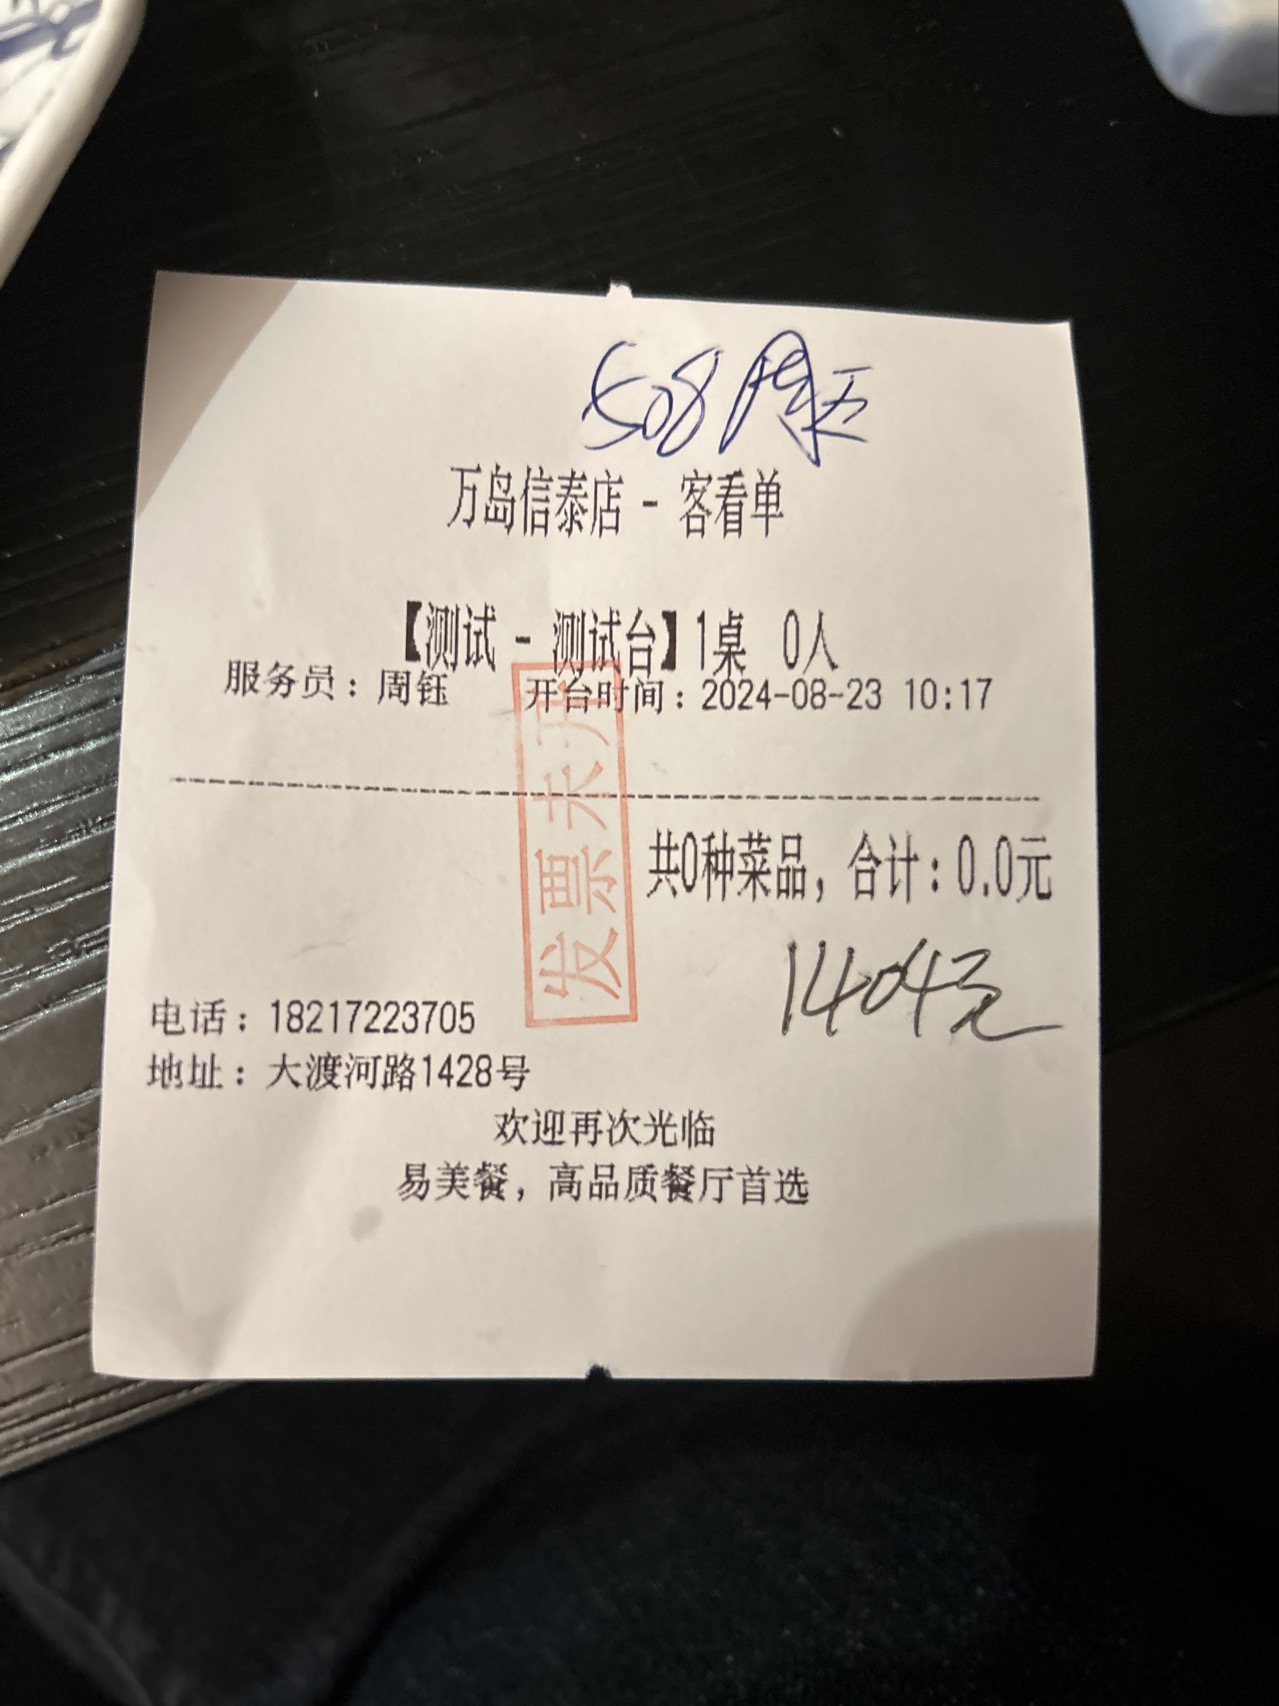 508
万岛信泰店 - 客看单
【测试 - 测试台】1桌 0人
服务员：周钰 开台时间：2024-08-23 10:17
共0种菜品，合计：0.0元
发票未开
1404元
电话：18217223705
地址：大渡河路1428号
欢迎再次光临
易美餐，高品质餐厅首选